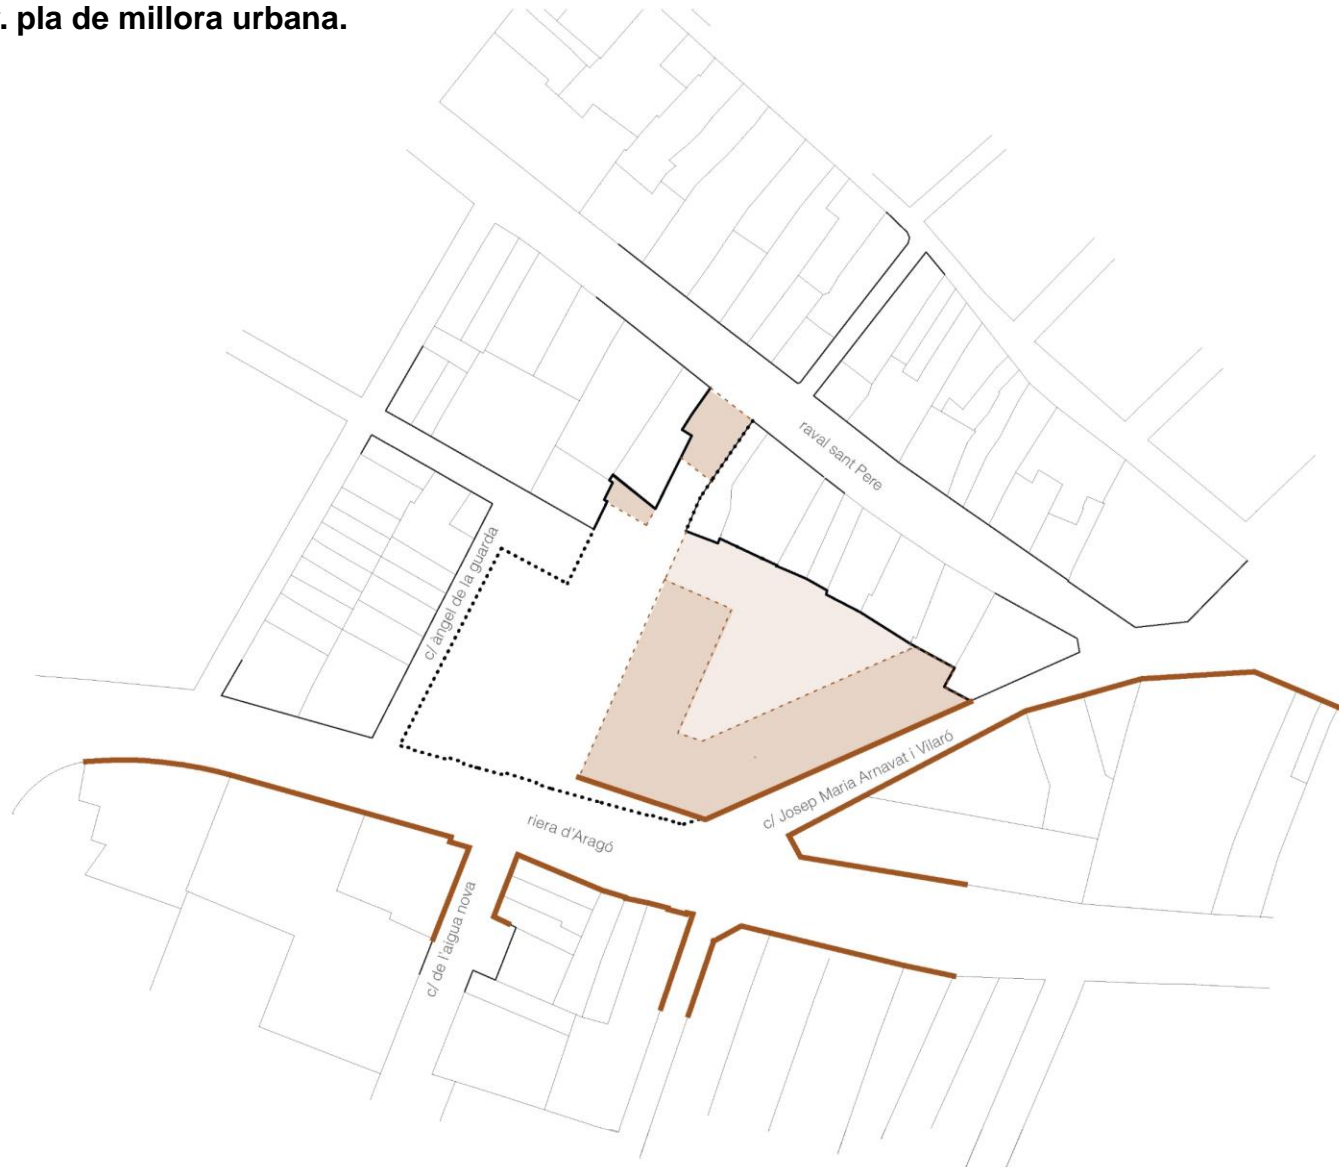 . pla de millora urbana.
raval sant Pere
c/ àngel de la guarda
c/ Josep Maria Arnavat i Vilaró
riera d'Aragó
c/ de l'aigua nova